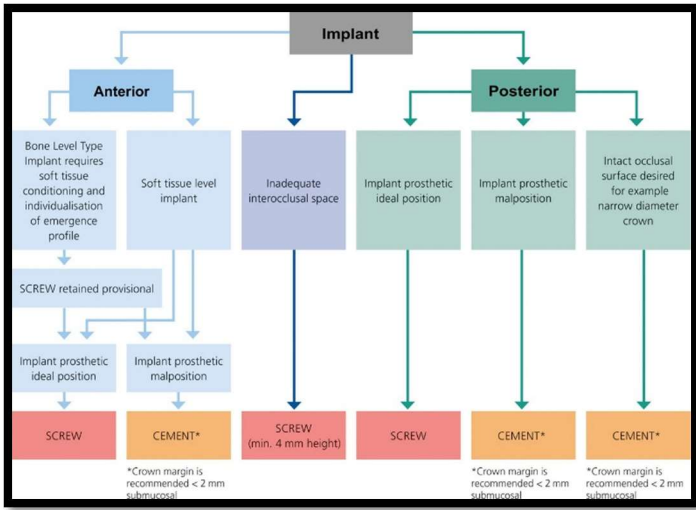 Implant
Anterior
Posterior
Bone Level Type
Implant requires
soft tissue
conditioning and
individualisation
of emergence
profile
Soft tissue level
implant
Inadequate
interocclusal space
Implant prosthetic
ideal position
Implant prosthetic
malposition
Intact occlusal
surface desired
for example
narrow diameter
crown
SCREW retained provisional
Implant prosthetic
ideal position
Implant prosthetic
malposition
SCREW
CEMENT*
SCREW
(min. 4 mm height)
SCREW
CEMENT*
CEMENT*
*Crown margin is
recommended < 2 mm
submucosal
*Crown margin is
recommended < 2 mm
submucosal
*Crown margin is
recommended < 2 mm
submucosal